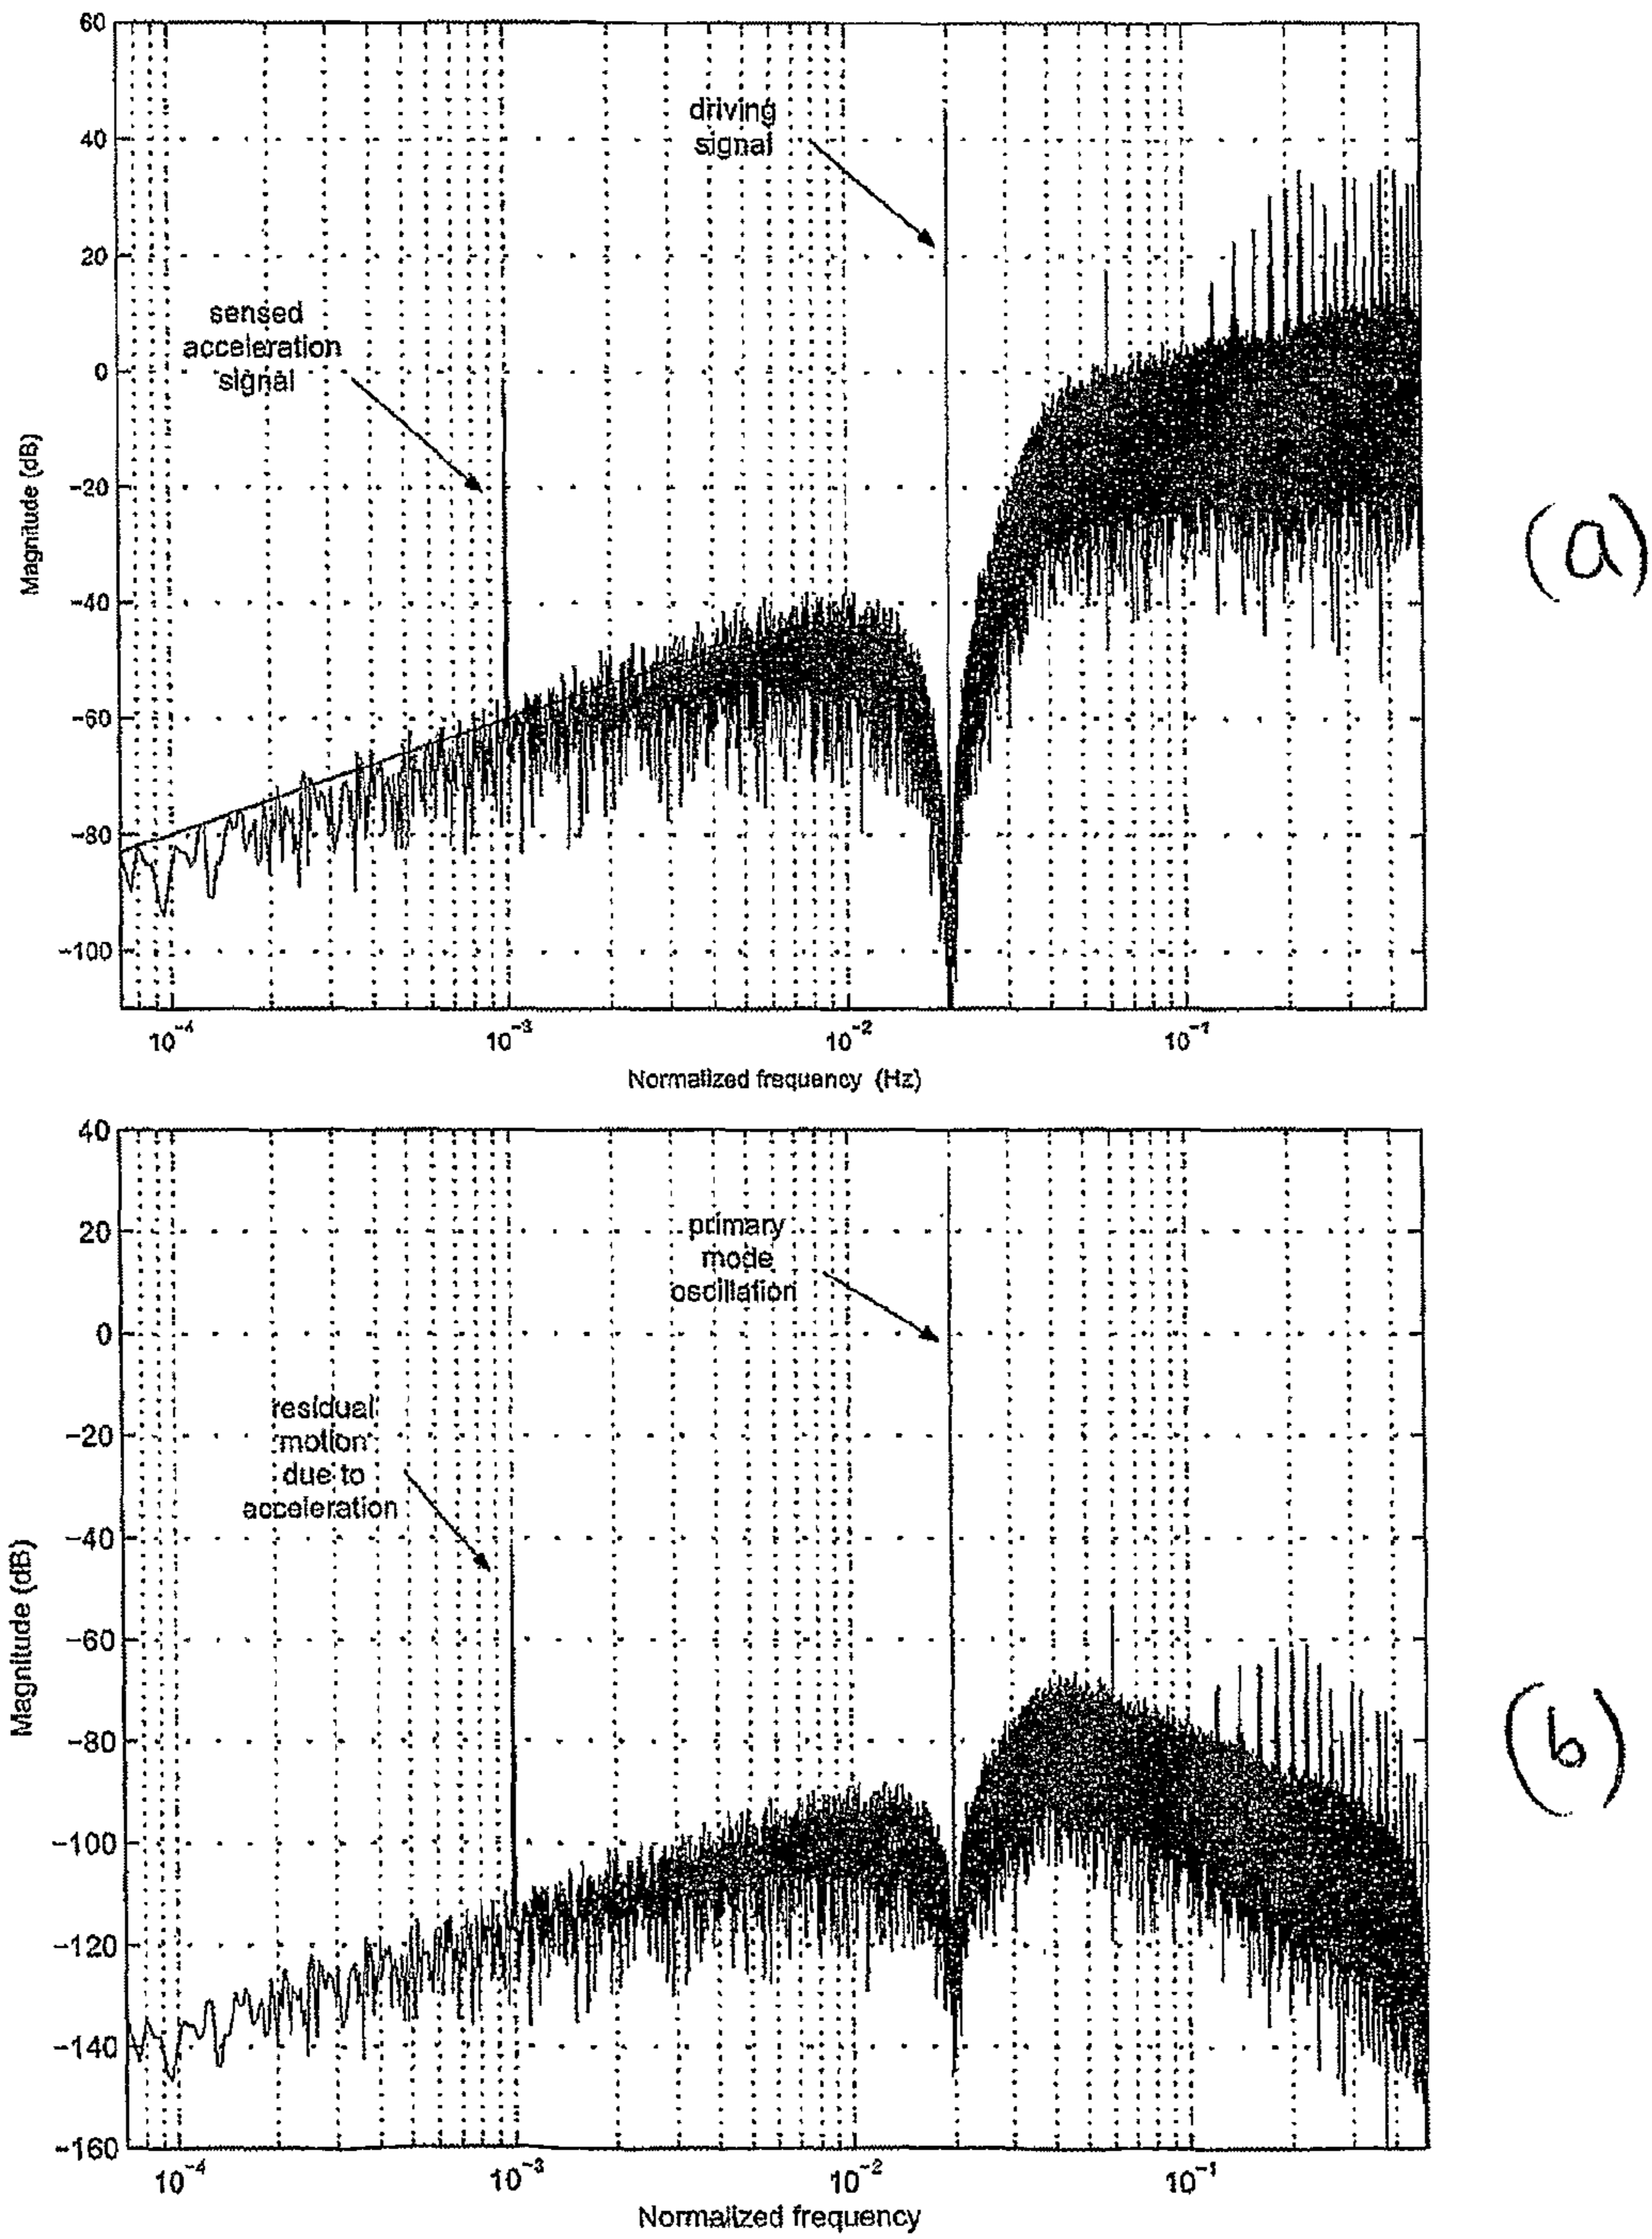 60
40
20
0
-20
-40
-60
-80
-100
Magnitude (dB)
driving
signal
sensed
acceleration
signal
(a)
10⁻⁴
10⁻³
10⁻²
10⁻¹
Normalized frequency (Hz)
40
20
0
-20
-40
-60
-80
-100
-120
-140
-160
Magnitude (dB)
primary
mode
oscillation
residual
motion
due to
acceleration
(b)
10⁻⁴
10⁻³
10⁻²
10⁻¹
Normalized frequency